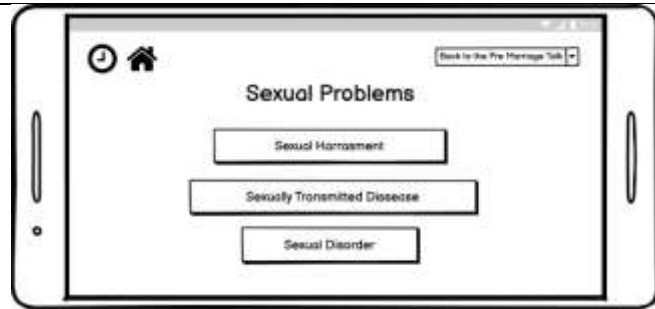 Back to the Pre Marriage Talk
Sexual Problems
Sexual Harrasment
Sexually Transmitted Dissease
Sexual Disorder